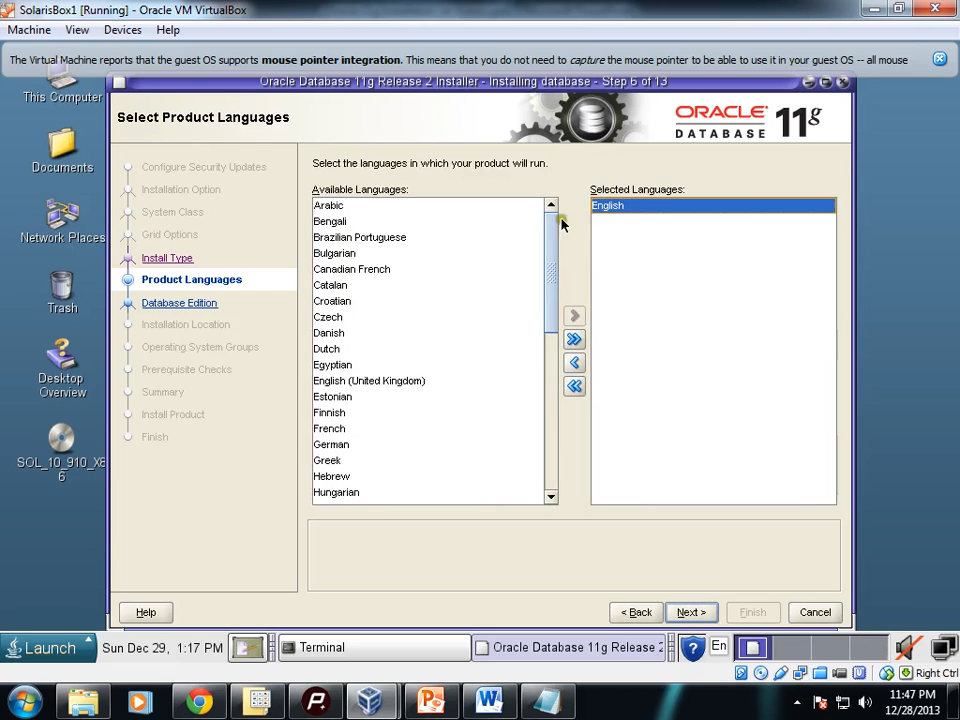 SolarisBox1 [Running] - Oracle VM VirtualBox
Machine View Devices Help
The Virtual Machine reports that the guest OS supports mouse pointer integration. This means that you do not need to capture the mouse pointer to be able to use it in your guest OS -- all mouse
Oracle Database 11g Release 2 Installer - Installing database - Step 6 of 13
This Computer
Documents
Network Places
Trash
Desktop
Overview
SOL_10_910_X8
6
Select Product Languages
ORACLE
DATABASE
11g
Configure Security Updates
Installation Option
System Class
Grid Options
Install Type
Product Languages
Database Edition
Installation Location
Operating System Groups
Prerequisite Checks
Summary
Install Product
Finish
Select the languages in which your product will run.
Available Languages:
Arabic
Bengali
Brazilian Portuguese
Bulgarian
Canadian French
Catalan
Croatian
Czech
Danish
Dutch
Egyptian
English (United Kingdom)
Estonian
Finnish
French
German
Greek
Hebrew
Hungarian
Selected Languages:
English
Help
< Back
Next >
Finish
Cancel
Launch
Sun Dec 29, 1:17 PM
Terminal
Oracle Database 11g Release 2
En
Right Ctrl
11:47 PM
12/28/2013